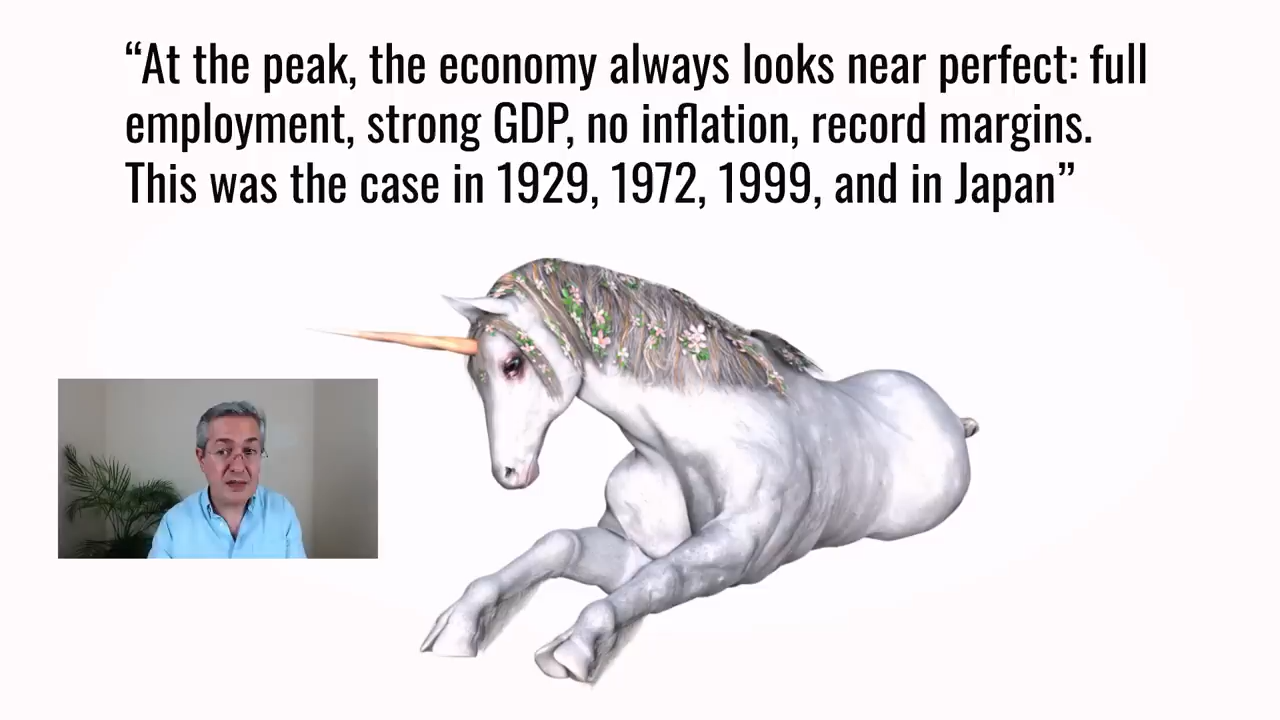 “At the peak, the economy always looks near perfect: full
employment, strong GDP, no inflation, record margins.
This was the case in 1929, 1972, 1999, and in Japan”